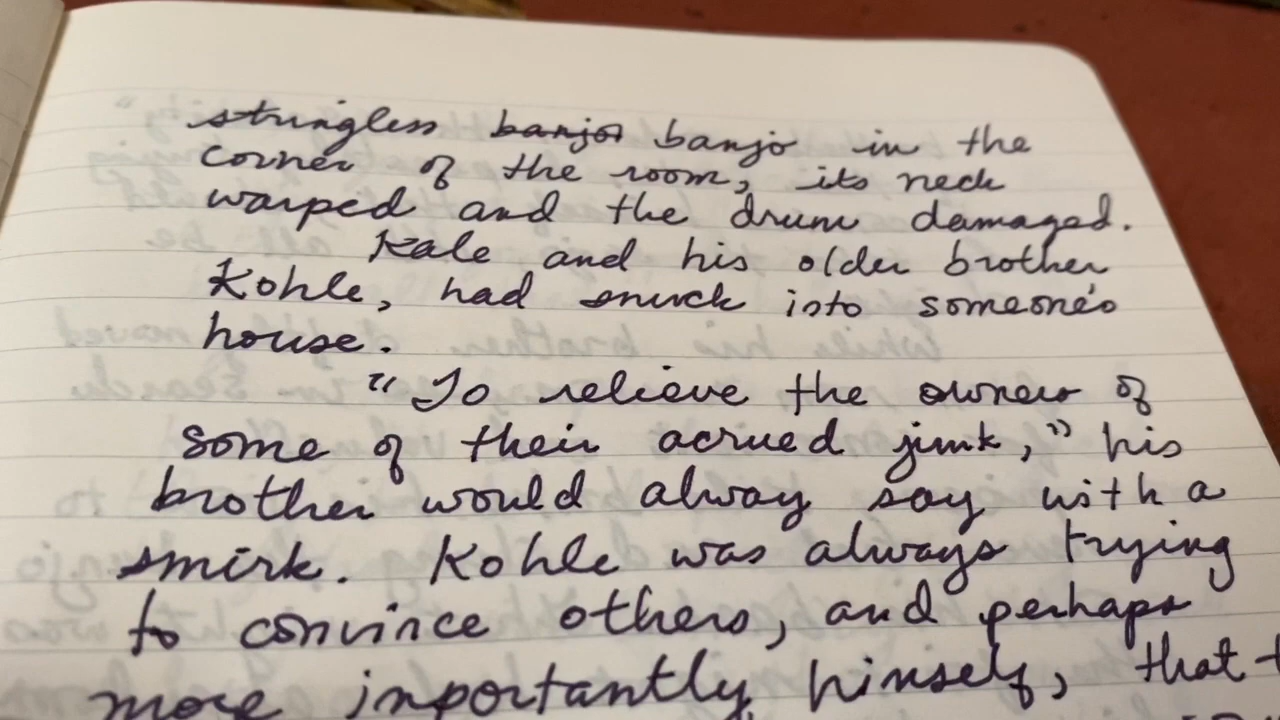 stringless banjo banjo in the
corner of the room, its neck
warped and the drum damaged.
Kale and his older brother
Kohle, had snuck into someone's
house.
"To relieve the owners of
some of their acrued junk," his
brother would alway say with a
smirk. Kohle was always trying
to convince others, and perhaps
more importantly himself, that